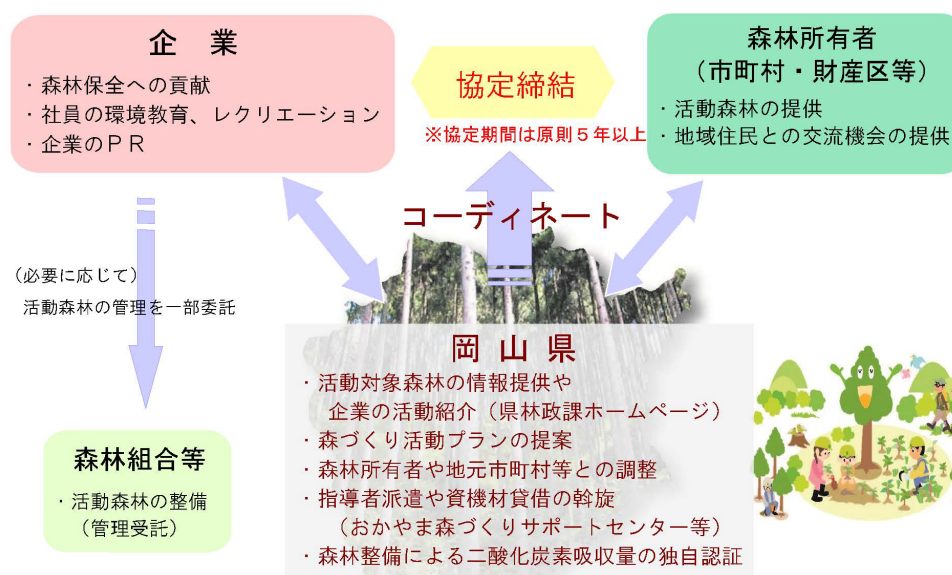 企　業
・森林保全への貢献
・社員の環境教育、レクリエーション
・企業のＰＲ
協定締結
※協定期間は原則５年以上
森林所有者
（市町村・財産区等）
・活動森林の提供
・地域住民との交流機会の提供
コーディネート
（必要に応じて）
活動森林の管理を一部委託
森林組合等
・活動森林の整備
（管理受託）
岡 山 県
・活動対象森林の情報提供や
企業の活動紹介（県林政課ホームページ）
・森づくり活動プランの提案
・森林所有者や地元市町村等との調整
・指導者派遣や資機材貸借の斡旋
（おかやま森づくりサポートセンター等）
・森林整備による二酸化炭素吸収量の独自認証